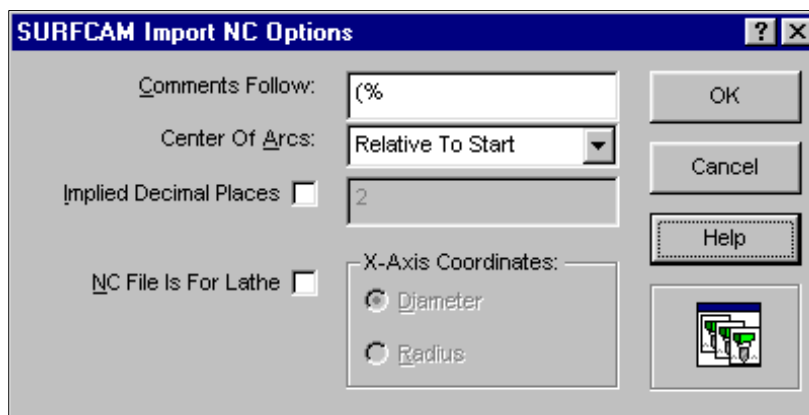 SURFCAM Import NC Options
Comments Follow: (%
OK
Center Of Arcs: Relative To Start
Cancel
Implied Decimal Places 2
Help
NC File Is For Lathe
X-Axis Coordinates:
Diameter
Radius